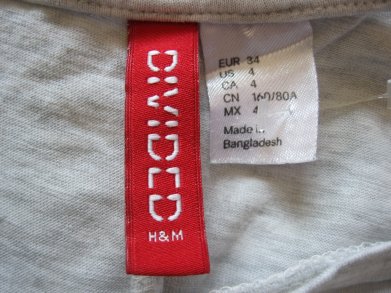 DIVIDED
H&M
EUR 34
US 4
CA 4
CN 160/80A
MX 4
Made in
Bangladesh